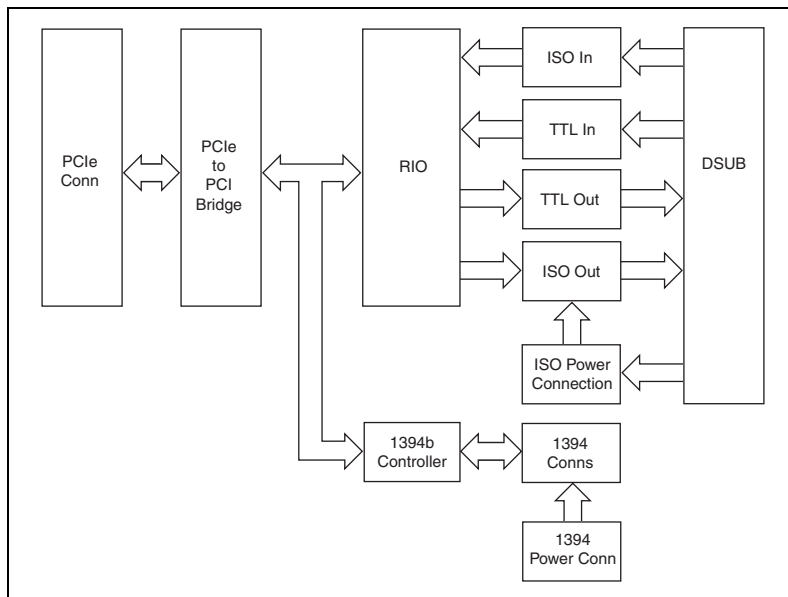 PCIe
Conn
PCIe
to
PCI
Bridge
RIO
ISO In
TTL In
TTL Out
ISO Out
ISO Power
Connection
DSUB
1394b
Controller
1394
Conns
1394
Power Conn